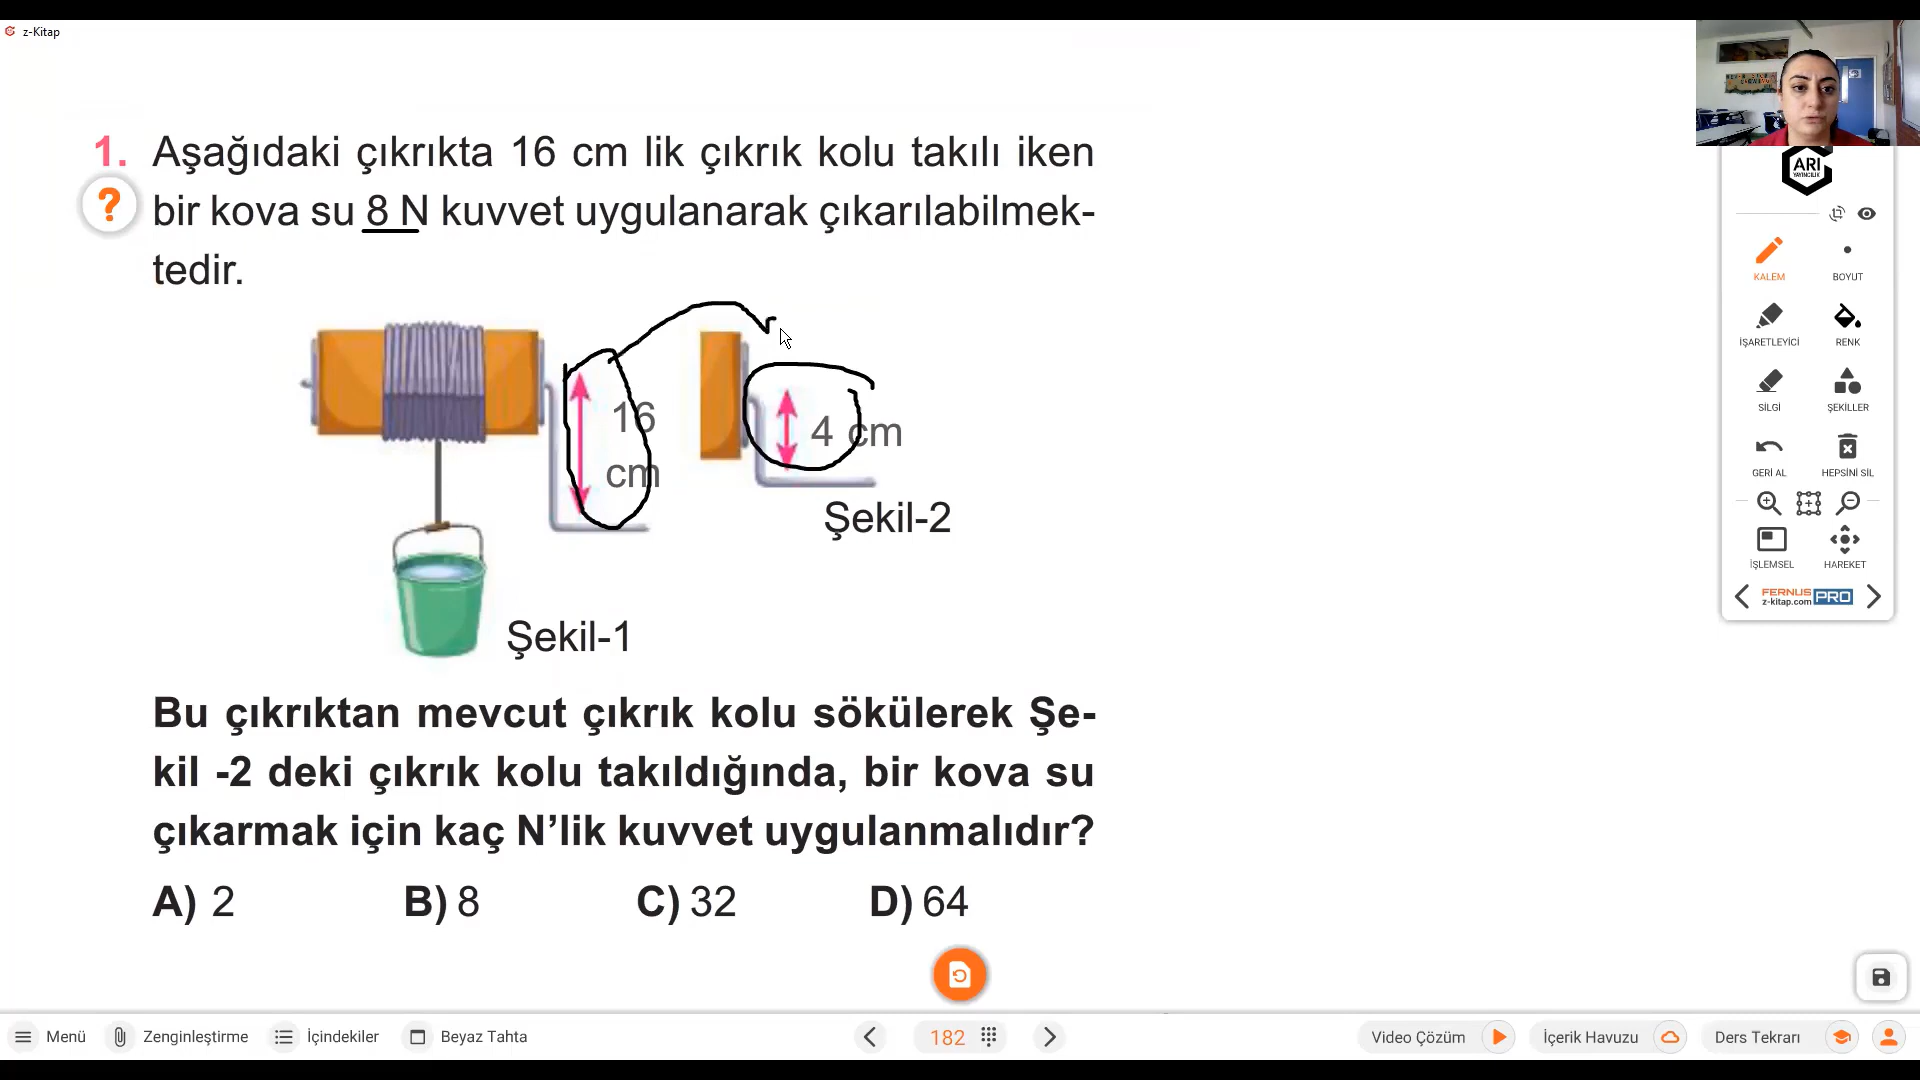 z-Kitap
1. Aşağıdaki çıkrıkta 16 cm lik çıkrık kolu takılı iken
bir kova su 8 N kuvvet uygulanarak çıkarılabilmek-
tedir.
?
16
cm
4 cm
Şekil-2
Şekil-1
Bu çıkrıktan mevcut çıkrık kolu sökülerek Şe-
kil -2 deki çıkrık kolu takıldığında, bir kova su
çıkarmak için kaç N’lik kuvvet uygulanmalıdır?
A) 2 B) 8 C) 32 D) 64
ARI
YAYINCILIK
KALEM BOYUT
İŞARETLEYİCİ RENK
SİLGİ ŞEKİLLER
GERİ AL HEPSİNİ SİL
İŞLEMSEL HAREKET
FERNUS PRO
z-kitap.com
Menü Zenginleştirme İçindekiler Beyaz Tahta 182 Video Çözüm İçerik Havuzu Ders Tekrarı